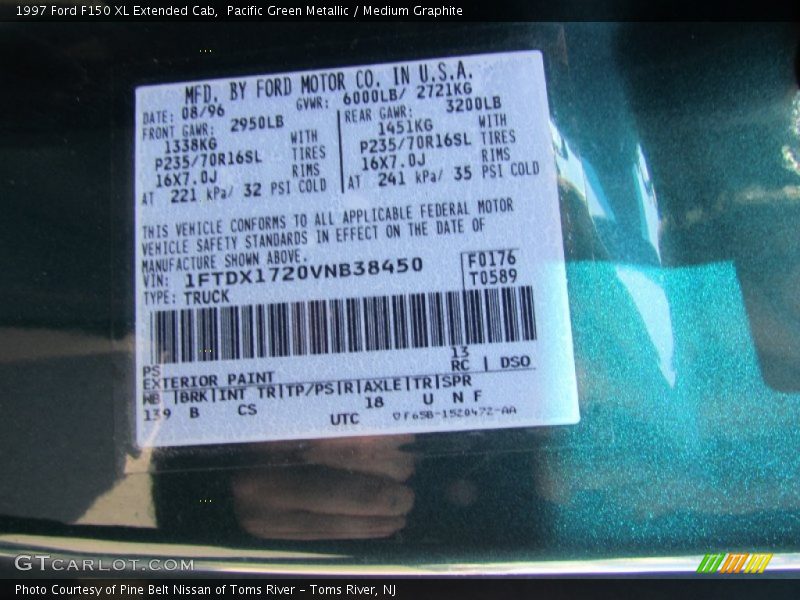 1997 Ford F150 XL Extended Cab,  Pacific Green Metallic / Medium Graphite
MFD. BY FORD MOTOR CO. IN U.S.A.
DATE: 08/96 GVWR: 6000LB/ 2721KG
FRONT GAWR: 2950LB REAR GAWR: 3200LB
1338KG WITH 1451KG WITH
P235/70R16SL TIRES P235/70R16SL TIRES
16X7.0J RIMS 16X7.0J RIMS
AT 221 kPa/ 32 PSI COLD AT 241 kPa/ 35 PSI COLD
THIS VEHICLE CONFORMS TO ALL APPLICABLE FEDERAL MOTOR
VEHICLE SAFETY STANDARDS IN EFFECT ON THE DATE OF
MANUFACTURE SHOWN ABOVE.
VIN: 1FTDX1720VNB38450 F0176
TYPE: TRUCK T0589
PS 13
EXTERIOR PAINT RC | DSO
WB |BRK|INT TR|TP/PS|R|AXLE|TR|SPR
139 B CS 18 U N F
UTC F65B-1520472-AA
GTCARLOT.COM
Photo Courtesy of Pine Belt Nissan of Toms River – Toms River, NJ